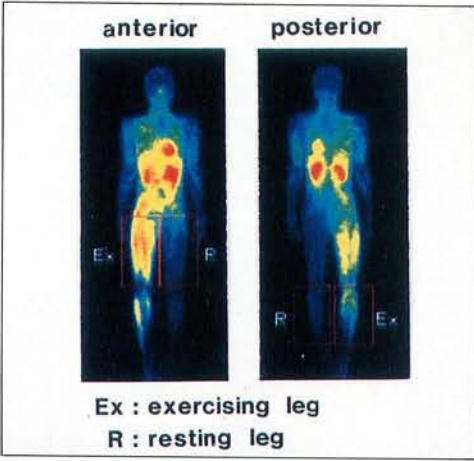 anterior posterior
Ex R
R Ex
Ex : exercising leg
R : resting leg